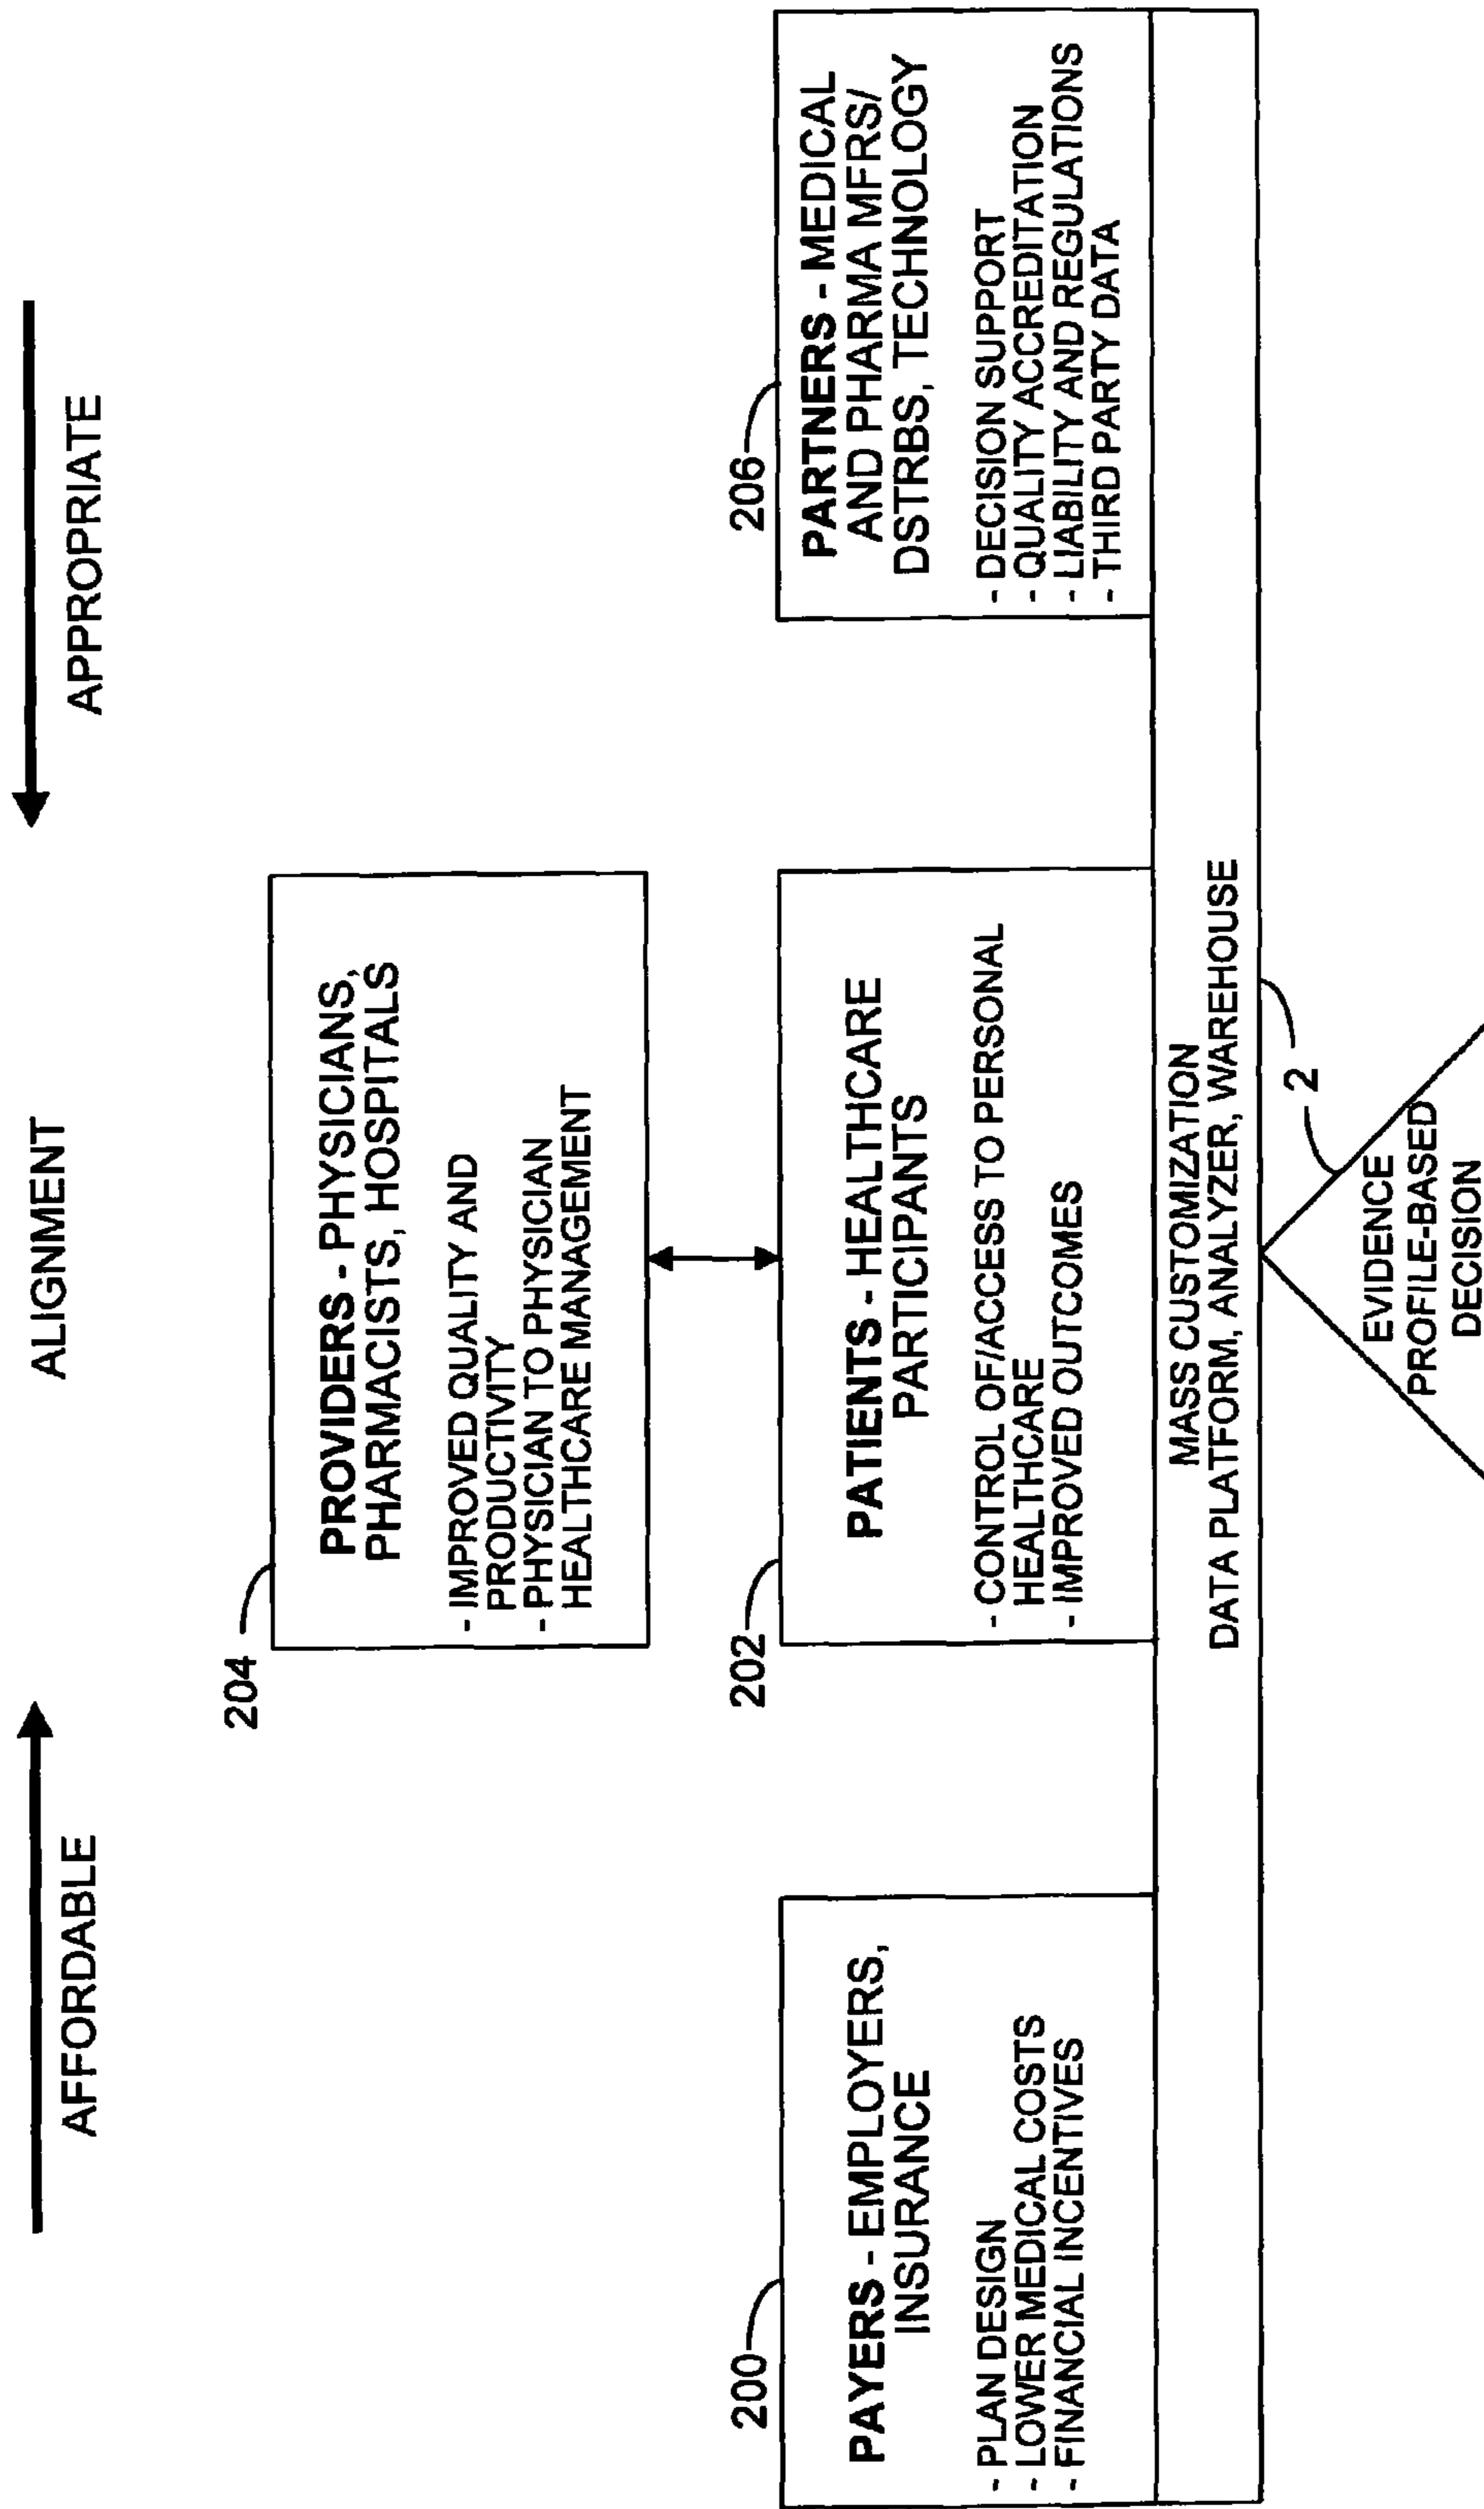 ALIGNMENT
AFFORDABLE
APPROPRIATE
204
PROVIDERS - PHYSICIANS,
PHARMACISTS, HOSPITALS
- IMPROVED QUALITY AND
PRODUCTIVITY
- PHYSICIAN TO PHYSICIAN
HEALTHCARE MANAGEMENT
200
PAYERS - EMPLOYERS,
INSURANCE
- PLAN DESIGN
- LOWER MEDICAL COSTS
- FINANCIAL INCENTIVES
202
PATIENTS - HEALTHCARE
PARTICIPANTS
- CONTROL OF/ACCESS TO PERSONAL
HEALTHCARE
- IMPROVED OUTCOMES
206
PARTNERS - MEDICAL
AND PHARMA MFRS/
DSTRBS, TECHNOLOGY
- DECISION SUPPORT
- QUALITY ACCREDITATION
- LIABILITY AND REGULATIONS
- THIRD PARTY DATA
MASS CUSTOMIZATION
DATA PLATFORM, ANALYZER, WAREHOUSE
2
EVIDENCE
PROFILE-BASED
DECISION